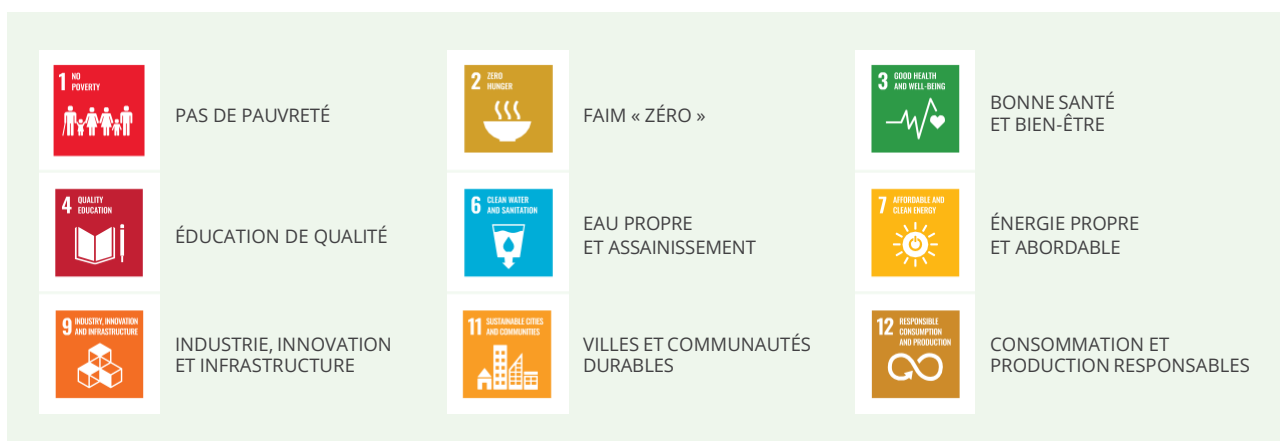 1 NO
POVERTY
PAS DE PAUVRETÉ
2 ZERO
HUNGER
FAIM « ZÉRO »
3 GOOD HEALTH
AND WELL-BEING
BONNE SANTÉ
ET BIEN-ÊTRE
4 QUALITY
EDUCATION
ÉDUCATION DE QUALITÉ
6 CLEAN WATER
AND SANITATION
EAU PROPRE
ET ASSAINISSEMENT
7 AFFORDABLE AND
CLEAN ENERGY
ÉNERGIE PROPRE
ET ABORDABLE
9 INDUSTRY, INNOVATION
AND INFRASTRUCTURE
INDUSTRIE, INNOVATION
ET INFRASTRUCTURE
11 SUSTAINABLE CITIES
AND COMMUNITIES
VILLES ET COMMUNAUTÉS
DURABLES
12 RESPONSIBLE
CONSUMPTION
AND PRODUCTION
CONSOMMATION ET
PRODUCTION RESPONSABLES